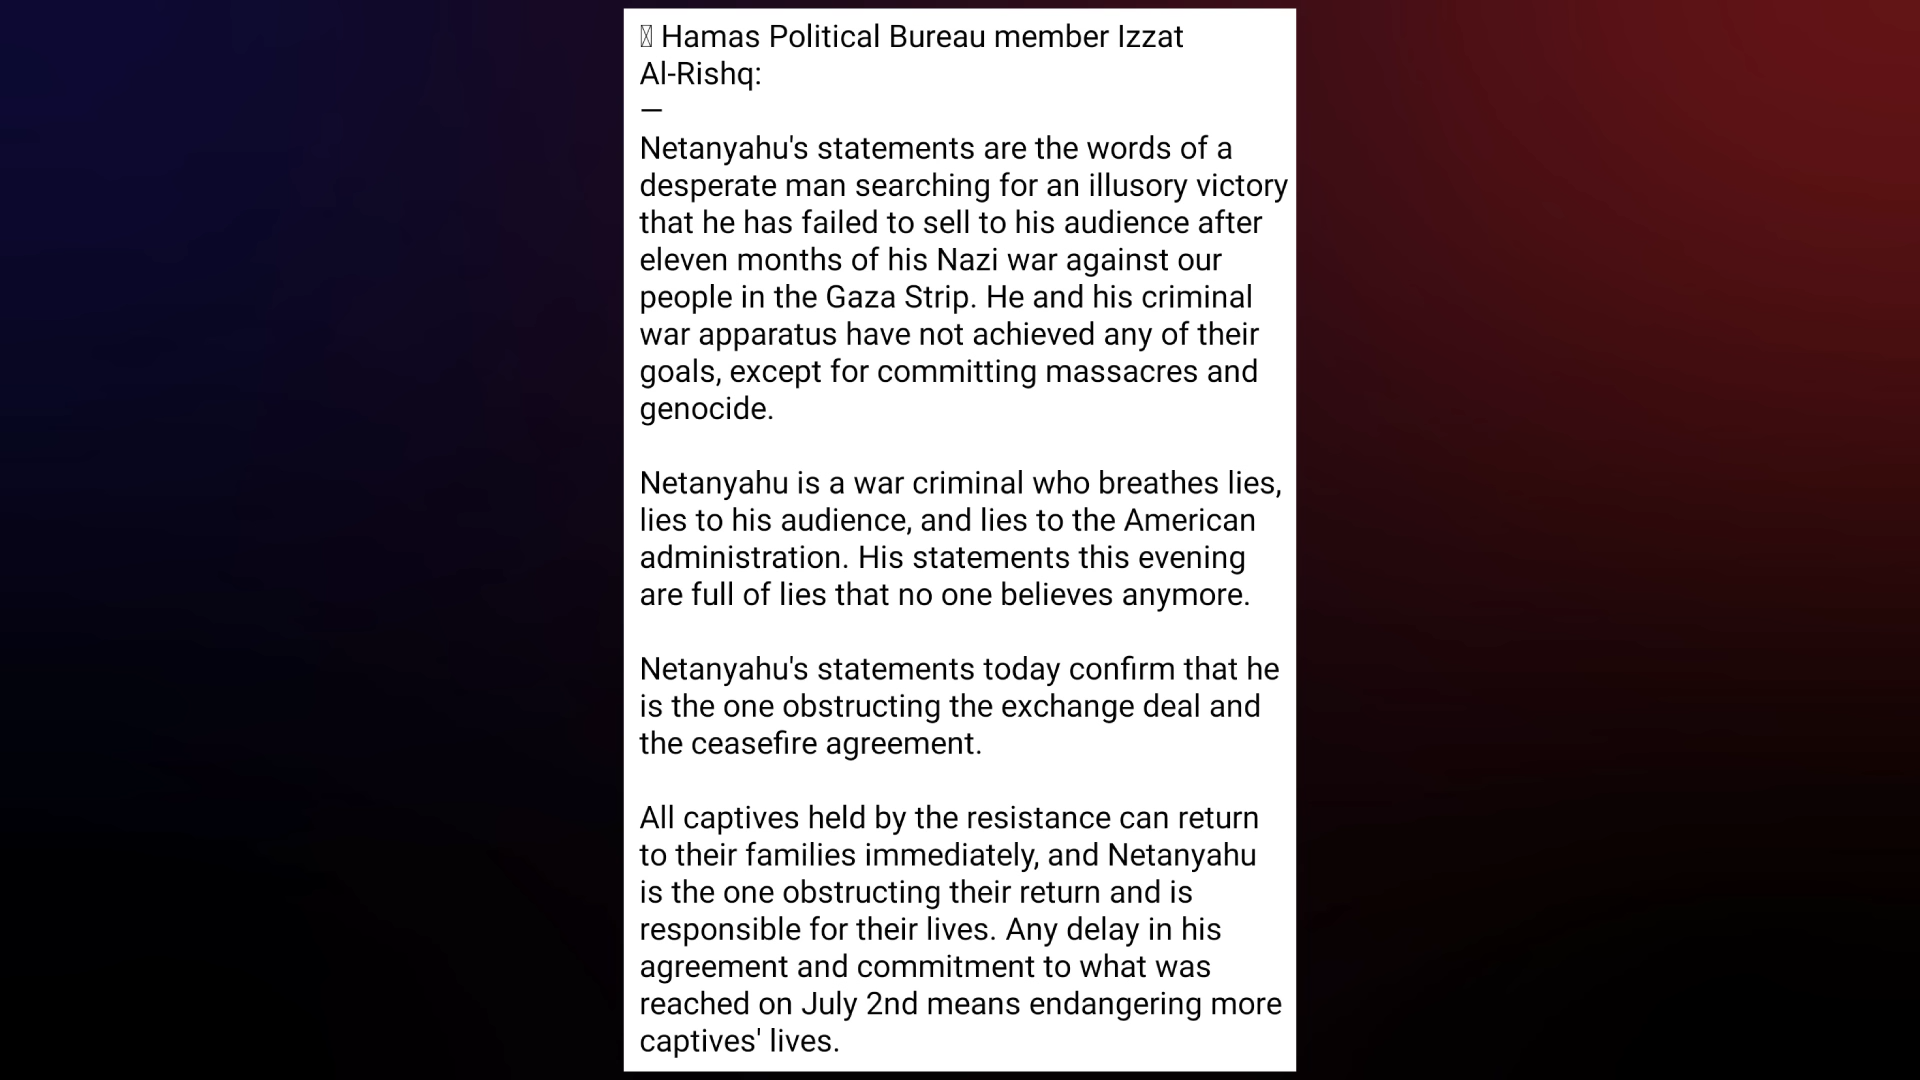 Hamas Political Bureau member Izzat
Al-Rishq:
—
Netanyahu's statements are the words of a
desperate man searching for an illusory victory
that he has failed to sell to his audience after
eleven months of his Nazi war against our
people in the Gaza Strip. He and his criminal
war apparatus have not achieved any of their
goals, except for committing massacres and
genocide.
Netanyahu is a war criminal who breathes lies,
lies to his audience, and lies to the American
administration. His statements this evening
are full of lies that no one believes anymore.
Netanyahu's statements today confirm that he
is the one obstructing the exchange deal and
the ceasefire agreement.
All captives held by the resistance can return
to their families immediately, and Netanyahu
is the one obstructing their return and is
responsible for their lives. Any delay in his
agreement and commitment to what was
reached on July 2nd means endangering more
captives' lives.